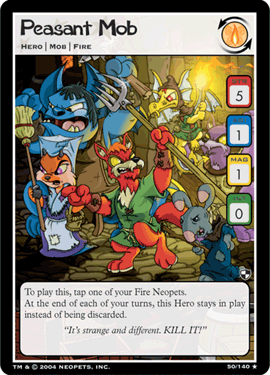 Peasant Mob
Hero | Mob | Fire
5
1
MAG
1
0
To play this, tap one of your Fire Neopets.
At the end of each of your turns, this Hero stays in play
instead of being discarded.
"It's strange and different. KILL IT!"
TM & © 2004 NEOPETS, INC.
50/140 ★